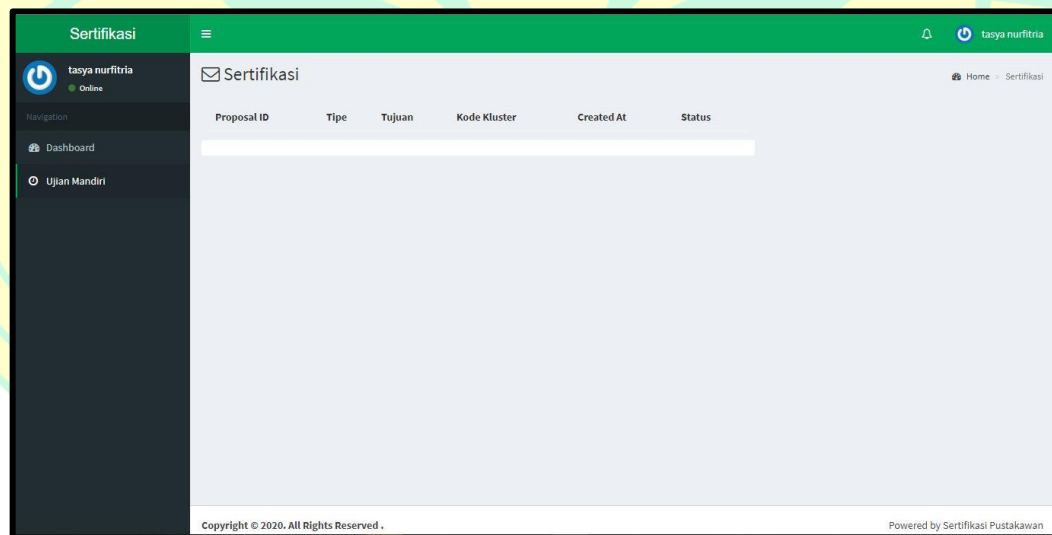 Sertifikasi
tasya nurfitria
tasya nurfitria
Online
Sertifikasi
Home > Sertifikasi
Navigation
Proposal ID Tipe Tujuan Kode Kluster Created At Status
Dashboard
Ujian Mandiri
Copyright © 2020. All Rights Reserved .
Powered by Sertifikasi Pustakawan